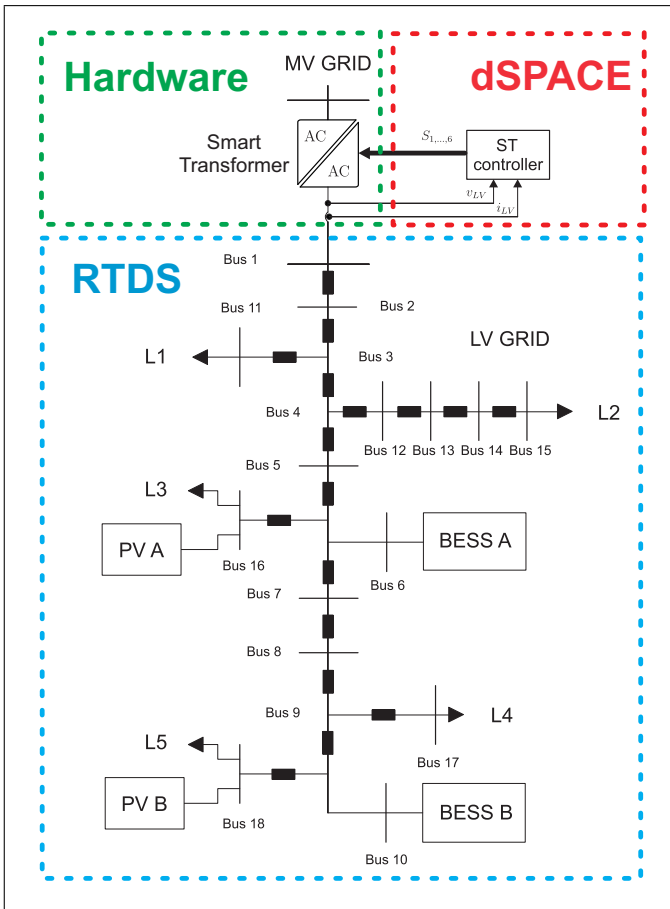 Hardware
dSPACE
MV GRID
Smart
Transformer
AC
AC
S1,...,6
ST
controller
vLV
iLV
RTDS
Bus 1
Bus 11
Bus 2
LV GRID
L1
Bus 3
Bus 4
L2
Bus 12
Bus 13
Bus 14
Bus 15
Bus 5
L3
PV A
BESS A
Bus 16
Bus 6
Bus 7
Bus 8
Bus 9
L4
L5
Bus 17
PV B
BESS B
Bus 18
Bus 10